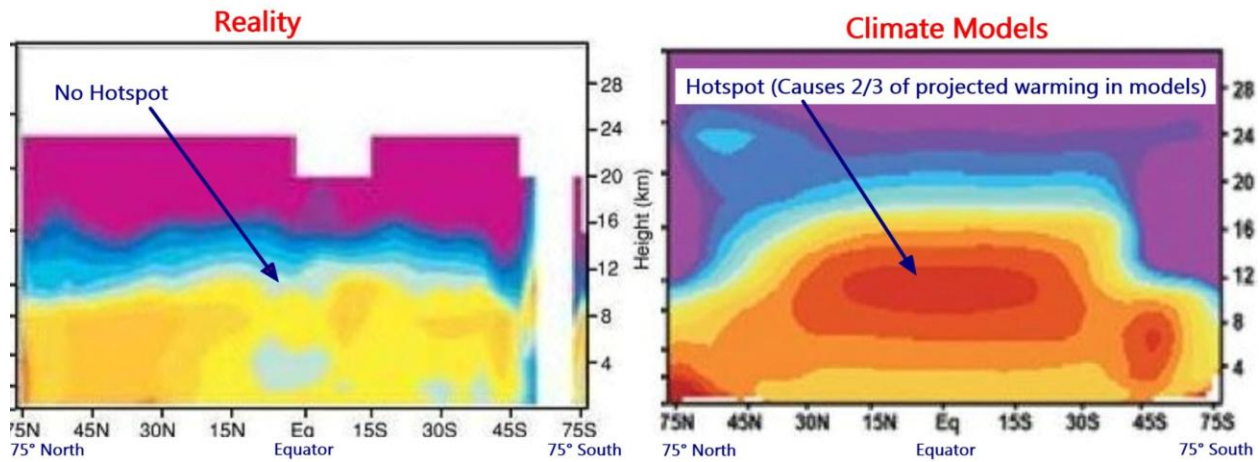 Reality
Climate Models
No Hotspot
Hotspot (Causes 2/3 of projected warming in models)
28
24
20
16
12
8
4
Height (km)
28
24
20
16
12
8
4
75N 45N 30N 15N Eq 15S 30S 45S 75S
75° North Equator 75° South
75N 45N 30N Eq 15S 30S 45S 75S
75° North Equator 75° South